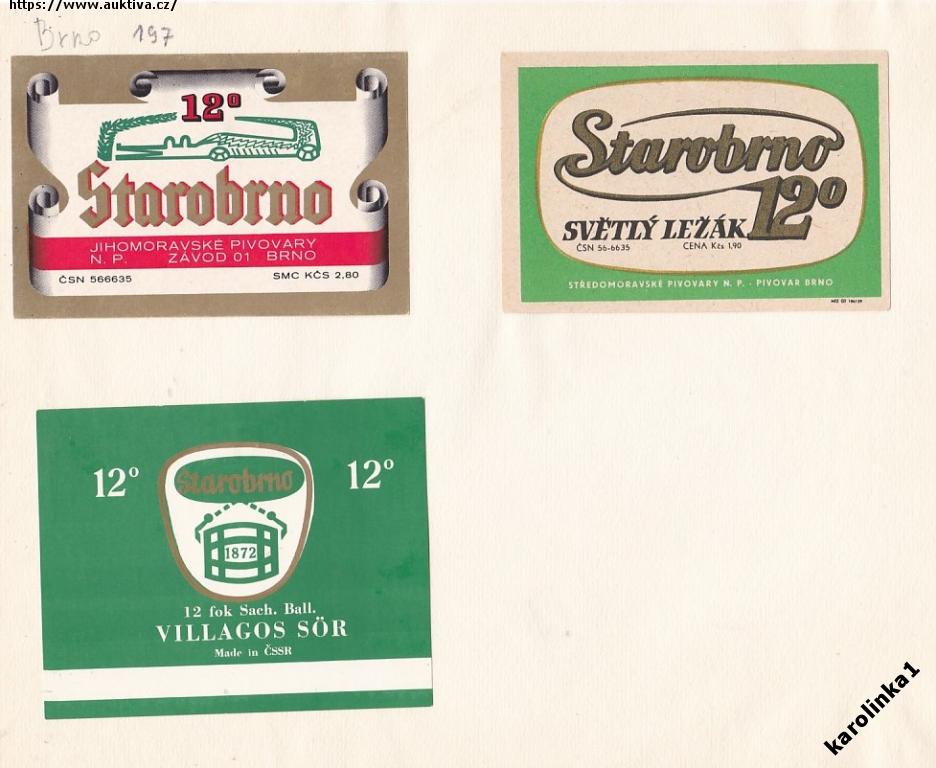 https://www.auktiva.cz/
Brno 197
12°
Starobrno
JIHOMORAVSKÉ PIVOVARY
N. P. ZÁVOD 01 BRNO
ČSN 566635 SMC KČS 2,80
Starobrno
12°
SVĚTLÝ LEŽÁK
ČSN 56-6635 CENA Kčs 1,90
STŘEDOMORAVSKÉ PIVOVARY N. P. - PIVOVAR BRNO
12° 12°
Starobrno
1872
12 fok Sach. Ball.
VILLAGOS SÖR
Made in ČSSR
karolinka1